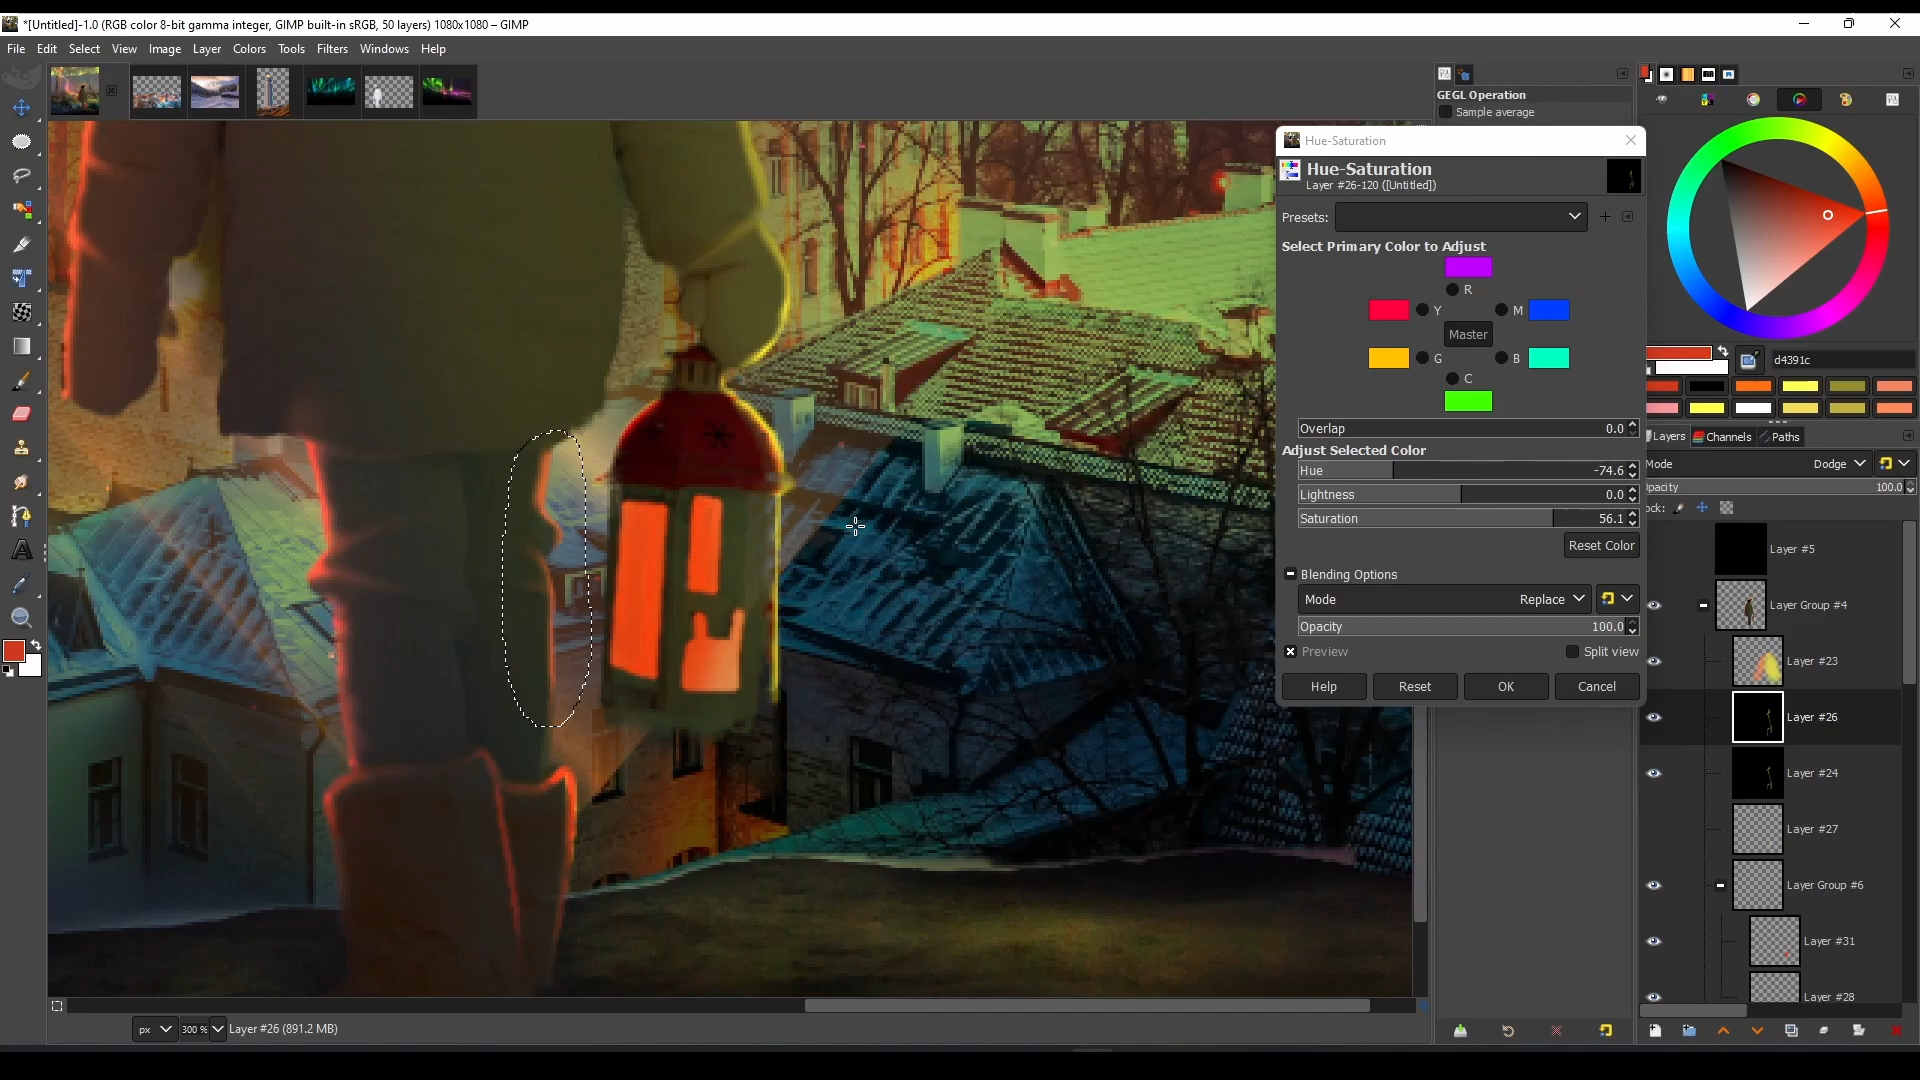 *[Untitled]-1.0 (RGB color 8-bit gamma integer, GIMP built-in sRGB, 50 layers) 1080x1080 – GIMP
File Edit Select View Image Layer Colors Tools Filters Windows Help
GEGL Operation
Sample average
Hue-Saturation
Hue-Saturation
Layer #26-120 ([Untitled])
Presets:
Select Primary Color to Adjust
R
Y M
Master
G B
C
Overlap 0.0
Adjust Selected Color
Hue -74.6
Lightness 0.0
Saturation 56.1
Reset Color
Blending Options
Mode Replace
Opacity 100.0
Preview Split view
Help Reset OK Cancel
d4391c
Layers Channels Paths
Mode Dodge
Opacity 100.0
ock:
Layer #5
Layer Group #4
Layer #23
Layer #26
Layer #24
Layer #27
Layer Group #6
Layer #31
Layer #28
px 300 % Layer #26 (891.2 MB)